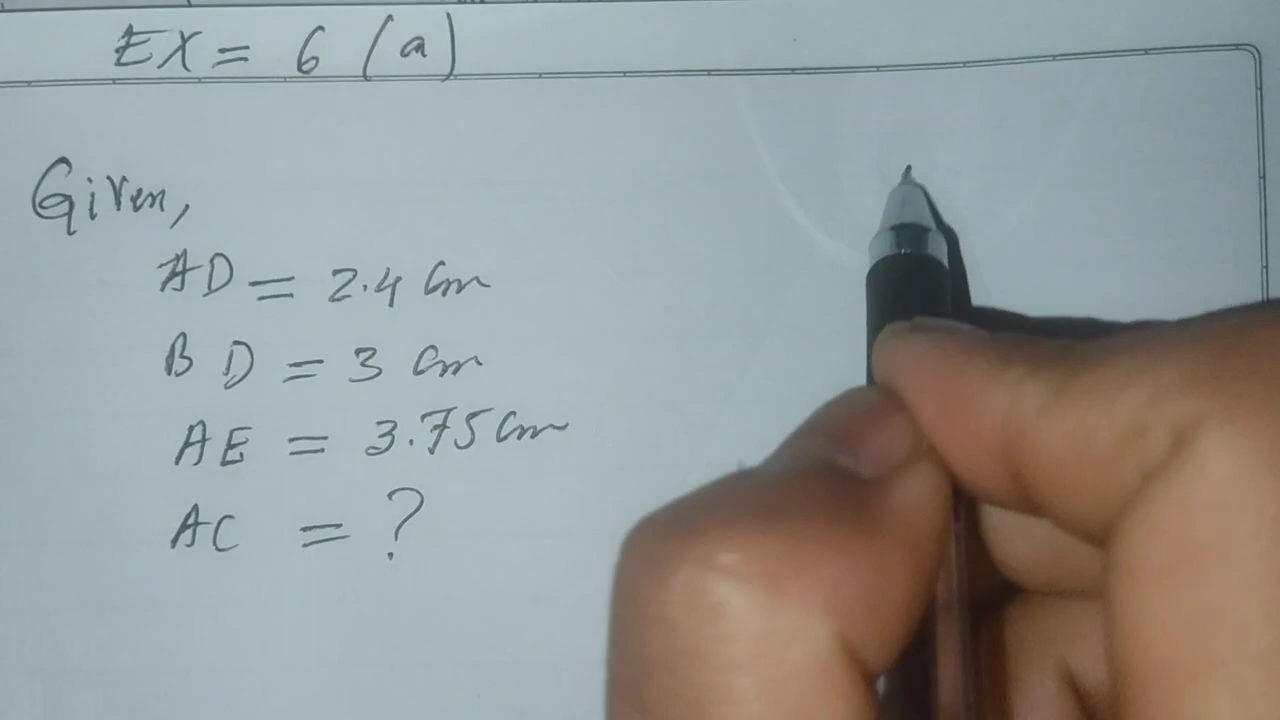 EX = 6 (a)
Given,
AD = 2.4 cm
BD = 3 cm
AE = 3.75 cm
AC = ?